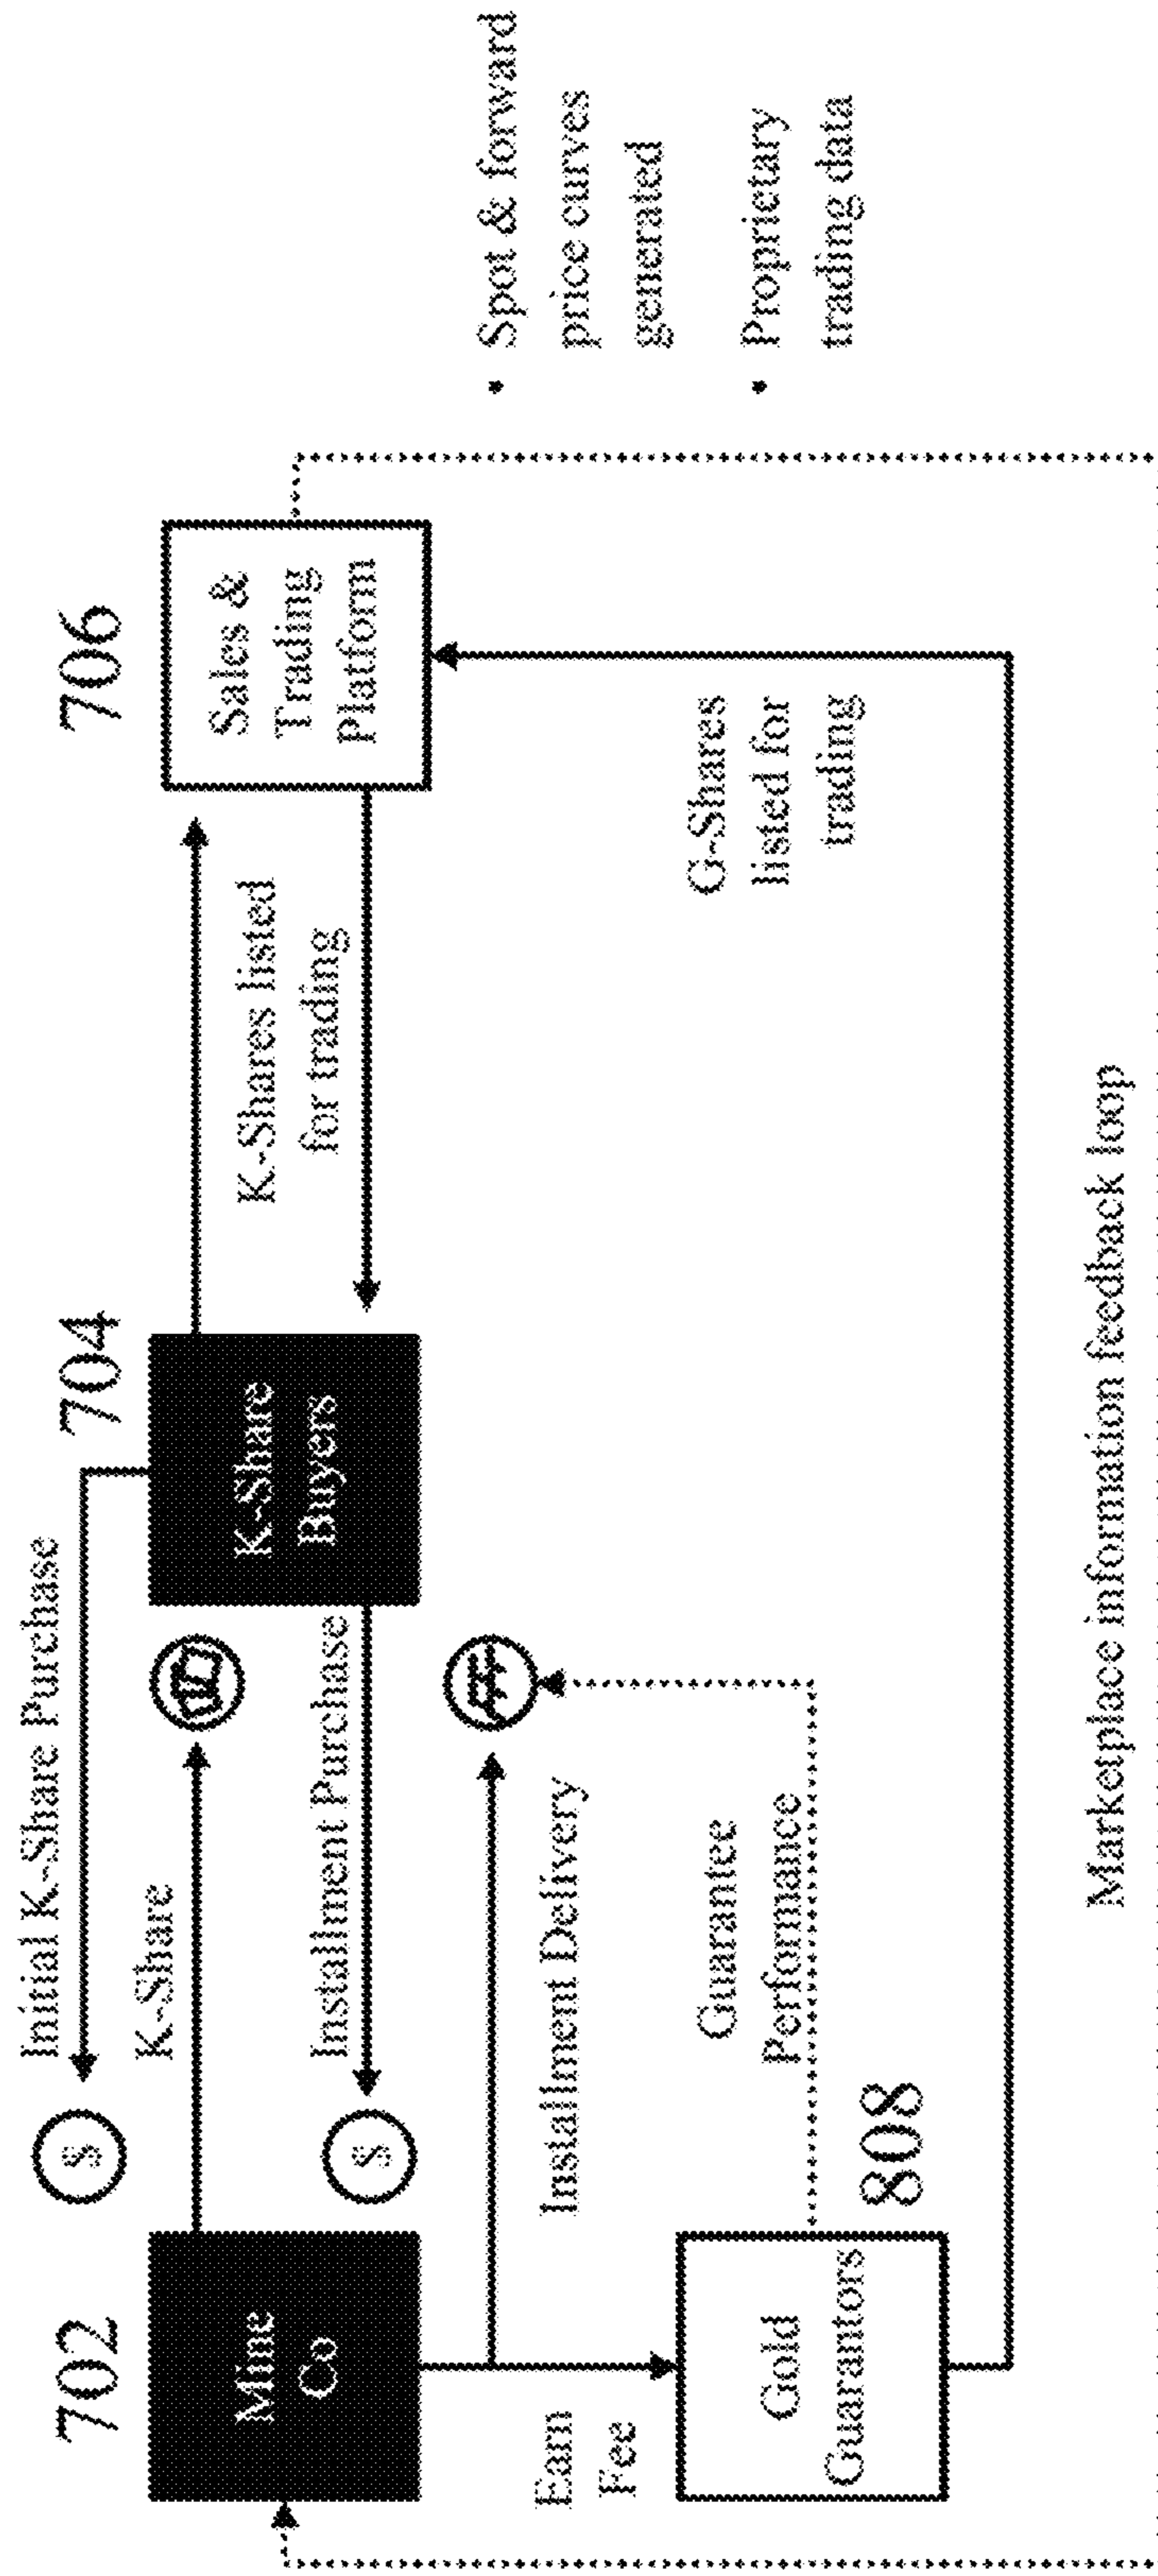 702
704
706
Initial K-Share Purchase
$
K-Share
Mine
Co
K-Share
Buyers
Sales &
Trading
Platform
K-Shares listed
for trading
Installment Purchase
$
Installment Delivery
Earn
Fee
Guarantee
Performance
G-Shares
listed for
trading
• Spot & forward
price curves
generated
• Proprietary
trading data
808
Gold
Guarantors
Marketplace information feedback loop